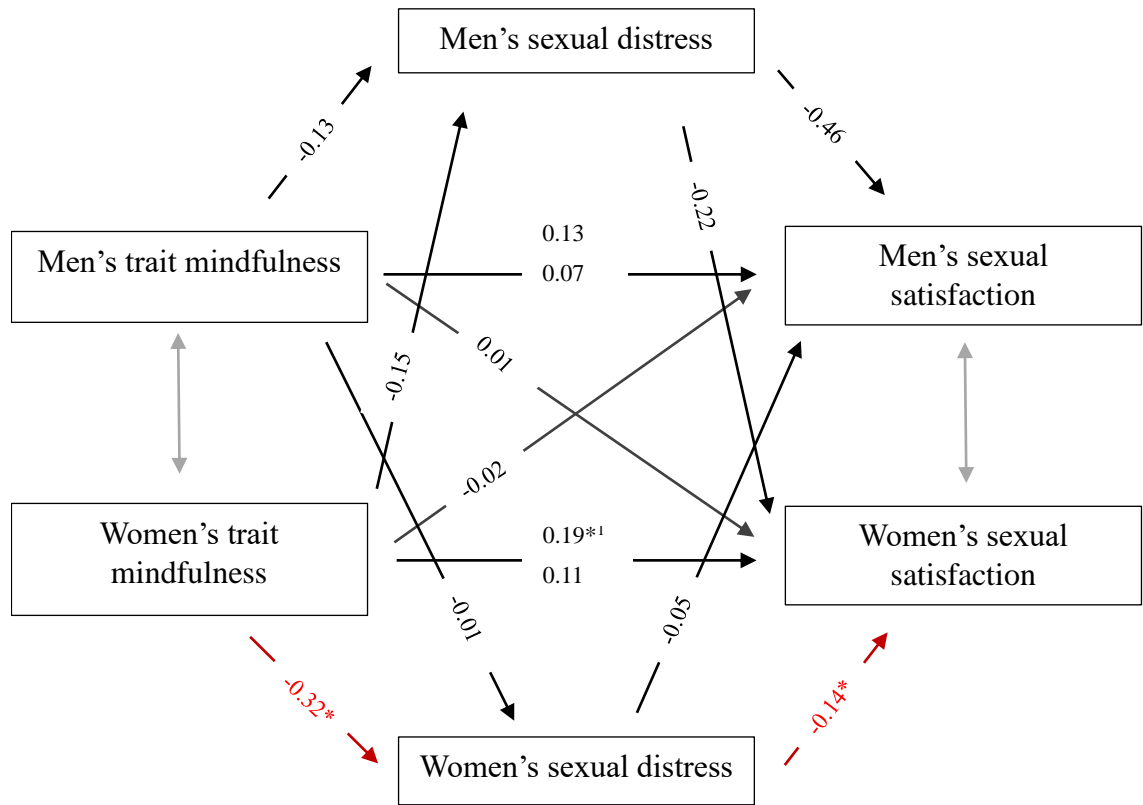 Men’s sexual distress
-0.13
-0.46
-0.22
Men’s trait mindfulness
0.13
0.07
Men’s sexual
satisfaction
0.01
-0.15
-0.02
Women’s trait
mindfulness
0.19*¹
0.11
Women’s sexual
satisfaction
-0.01
-0.05
-0.32*
-0.14*
Women’s sexual distress